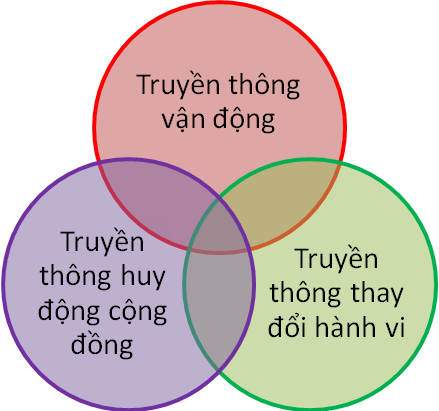 Truyền thông
vận động
Truyền
thông huy
động cộng
đồng
Truyền
thông thay
đổi hành vi